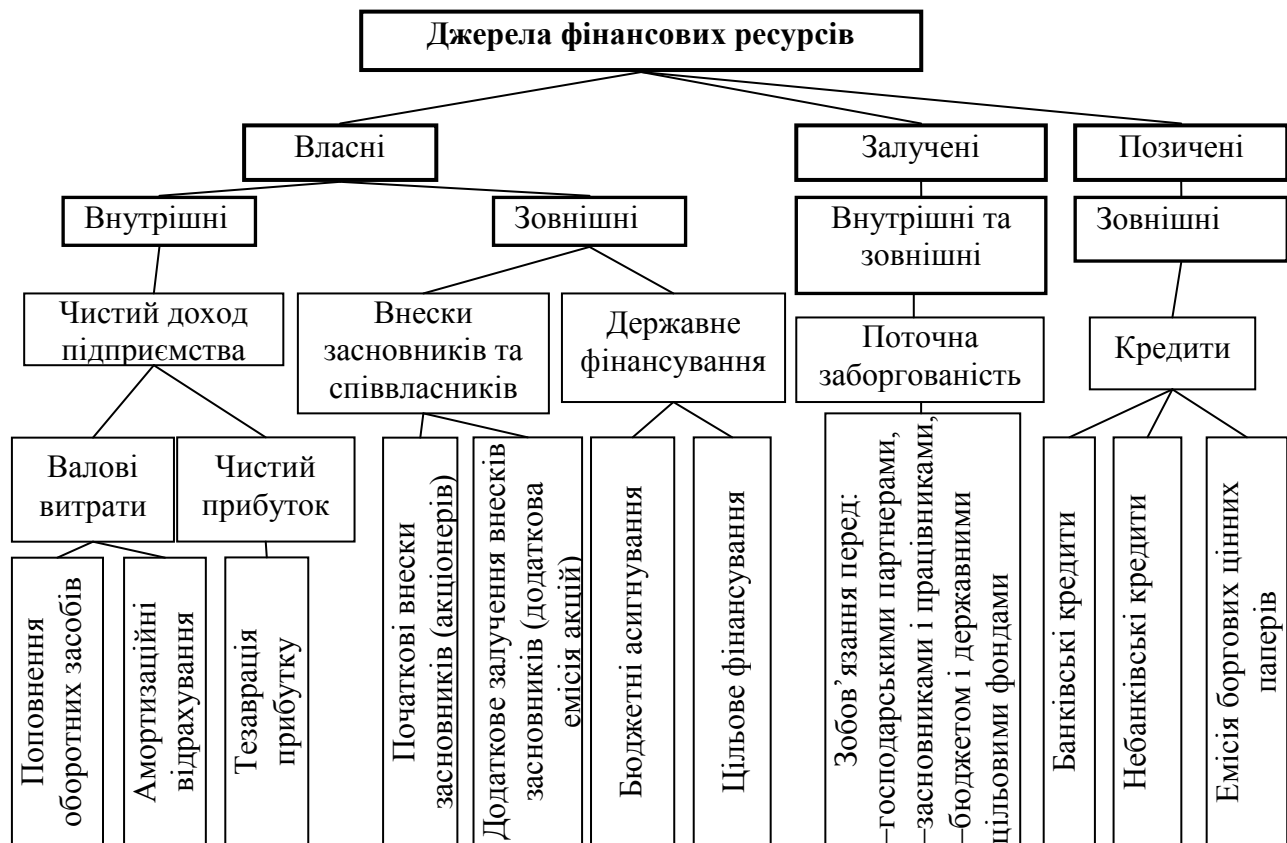 Джерела фінансових ресурсів
Власні
Залучені
Позичені
Внутрішні
Зовнішні
Внутрішні та
зовнішні
Зовнішні
Чистий доход
підприємства
Внески
засновників та
співвласників
Державне
фінансування
Поточна
заборгованість
Кредити
Валові
витрати
Чистий
прибуток
Поповнення
оборотних засобів
Амортизаційні
відрахування
Тезаврація
прибутку
Початкові внески
засновників (акціонерів)
Додаткове залучення внесків
засновників (додаткова
емісія акцій)
Бюджетні асигнування
Цільове фінансування
Зобов’язання перед:
–господарськими партнерами,
–засновниками і працівниками,
–бюджетом і державними
цільовими фондами
Банківські кредити
Небанківські кредити
Емісія боргових цінних
паперів